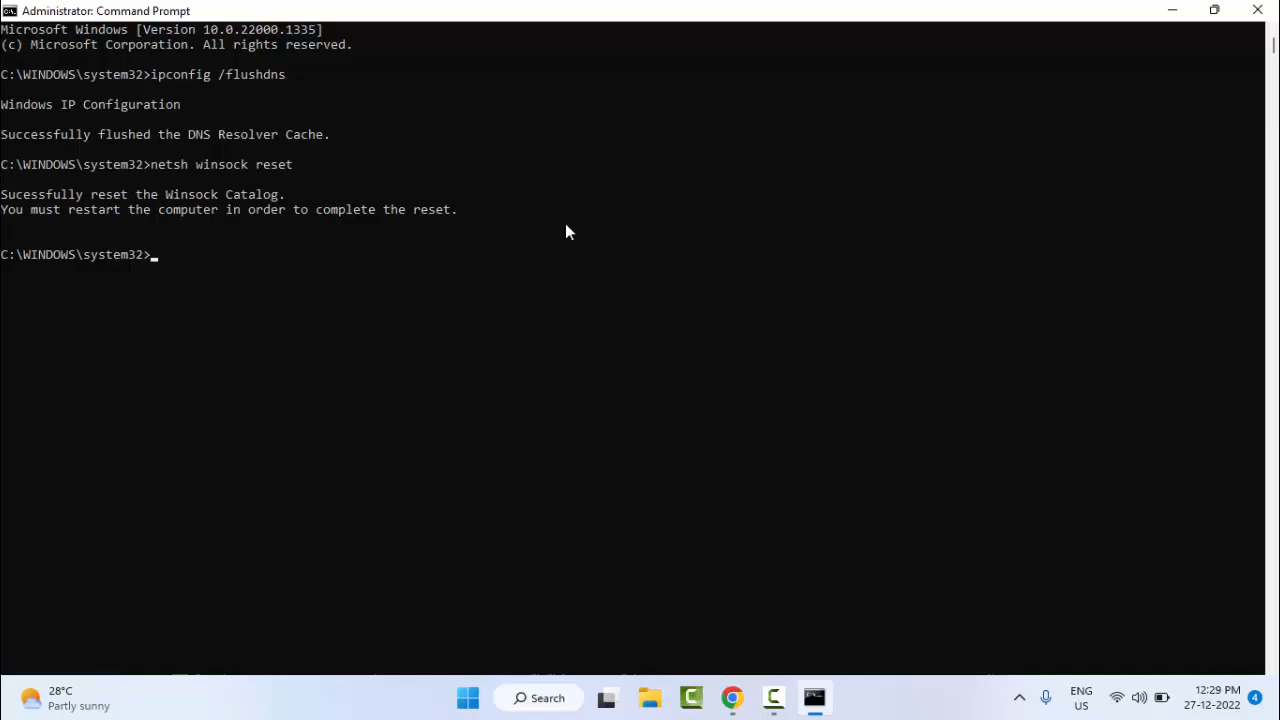 Administrator: Command Prompt
Microsoft Windows [Version 10.0.22000.1335]
(c) Microsoft Corporation. All rights reserved.
C:\WINDOWS\system32>ipconfig /flushdns
Windows IP Configuration
Successfully flushed the DNS Resolver Cache.
C:\WINDOWS\system32>netsh winsock reset
Sucessfully reset the Winsock Catalog.
You must restart the computer in order to complete the reset.
C:\WINDOWS\system32>
28°C
Partly sunny
Search
ENG
US
12:29 PM
27-12-2022
4